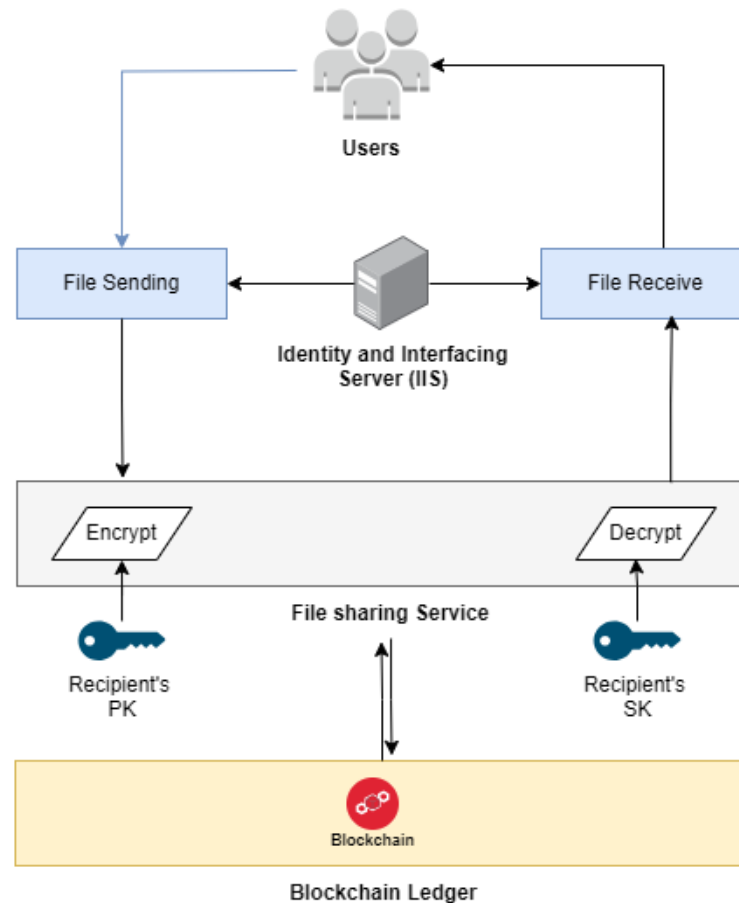 Users
File Sending
File Receive
Identity and Interfacing
Server (IIS)
Encrypt
Decrypt
File sharing Service
Recipient's
PK
Recipient's
SK
Blockchain
Blockchain Ledger